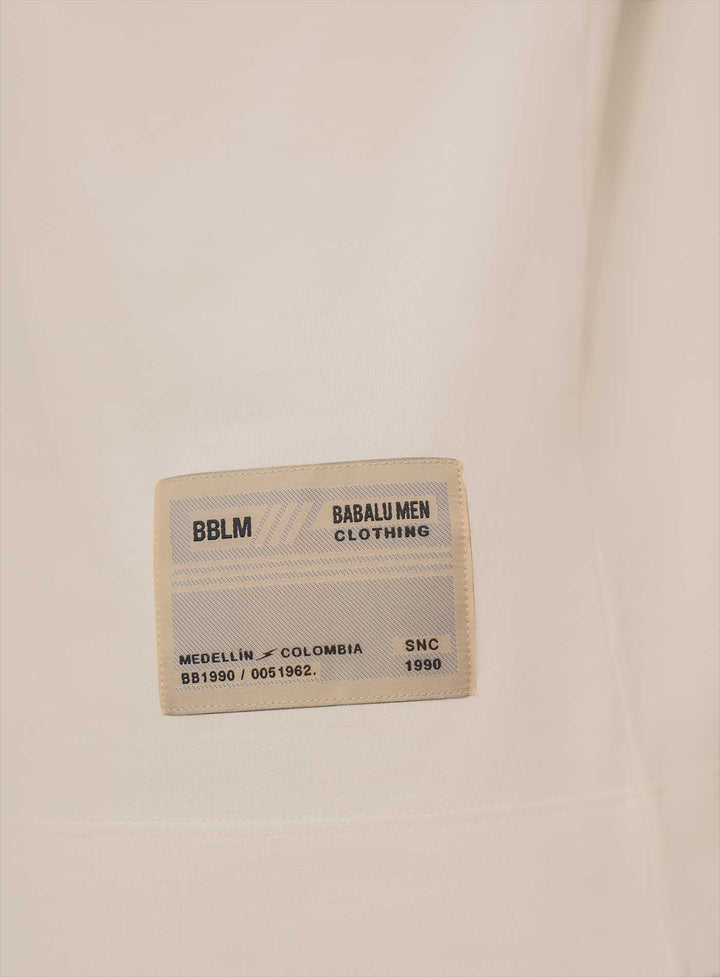 BBLM
BABALU MEN
CLOTHING
MEDELLÍN COLOMBIA
BB1990 / 0051962.
SNC
1990